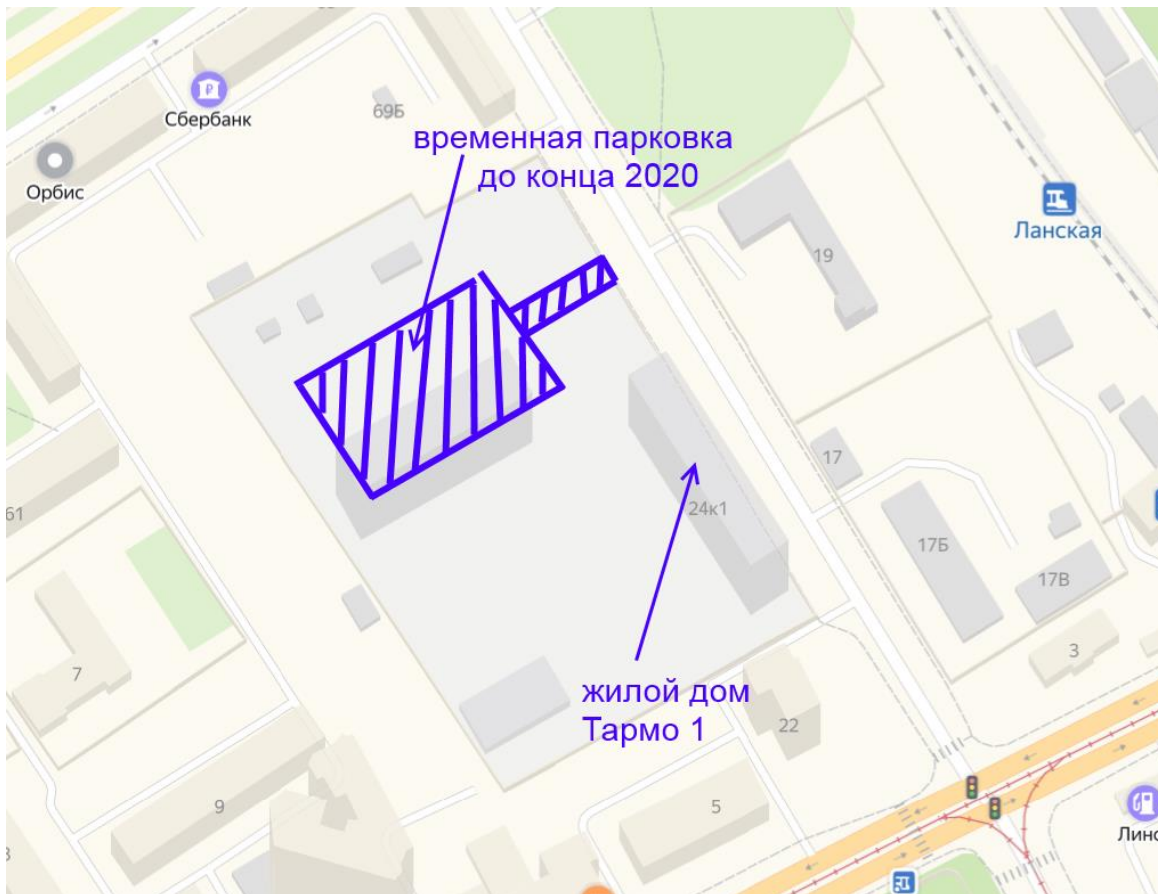 Сбербанк
69Б
Орбис
временная парковка
до конца 2020
Ланская
19
17
24к1
61
17Б
17В
7
3
жилой дом
Тармо 1
22
9
5
Линс